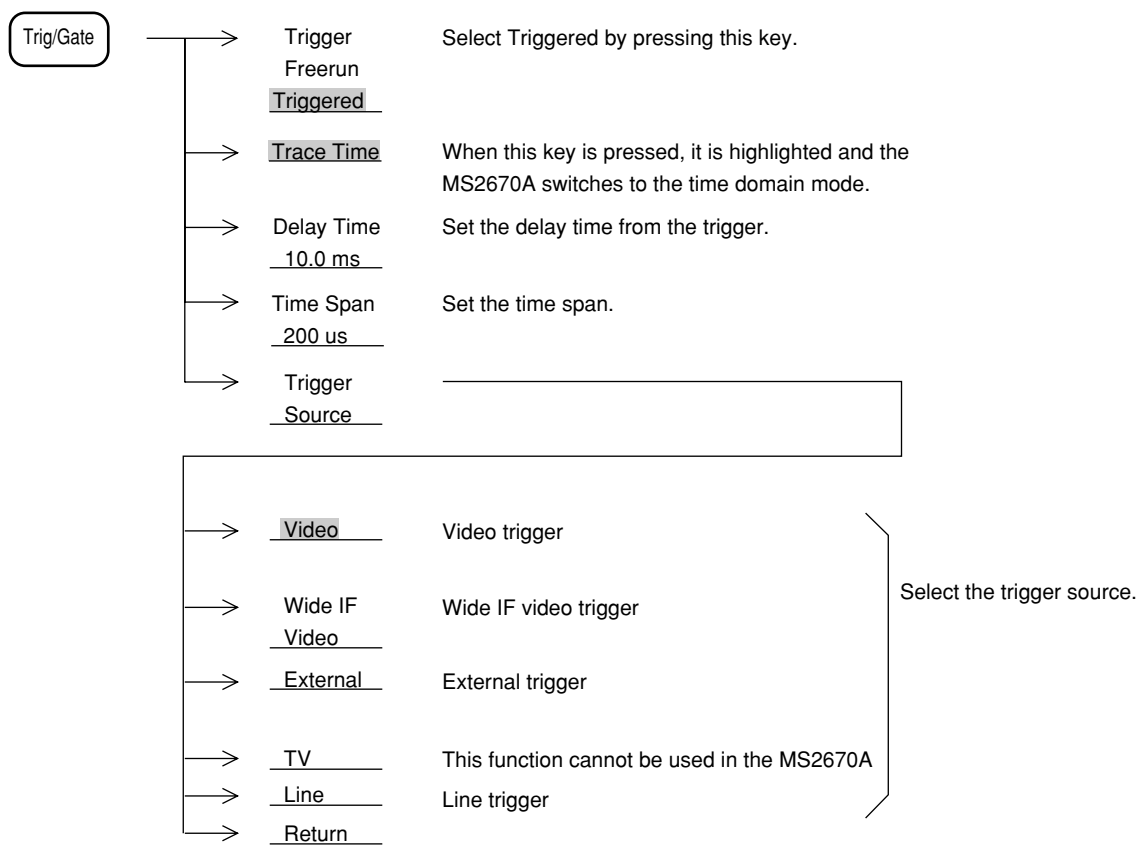 Trig/Gate
Trigger
Freerun
Triggered
Select Triggered by pressing this key.
Trace Time
When this key is pressed, it is highlighted and the
MS2670A switches to the time domain mode.
Delay Time
10.0 ms
Set the delay time from the trigger.
Time Span
200 us
Set the time span.
Trigger
Source
Video
Video trigger
Wide IF
Video
Wide IF video trigger
External
External trigger
TV
This function cannot be used in the MS2670A
Line
Line trigger
Return
Select the trigger source.